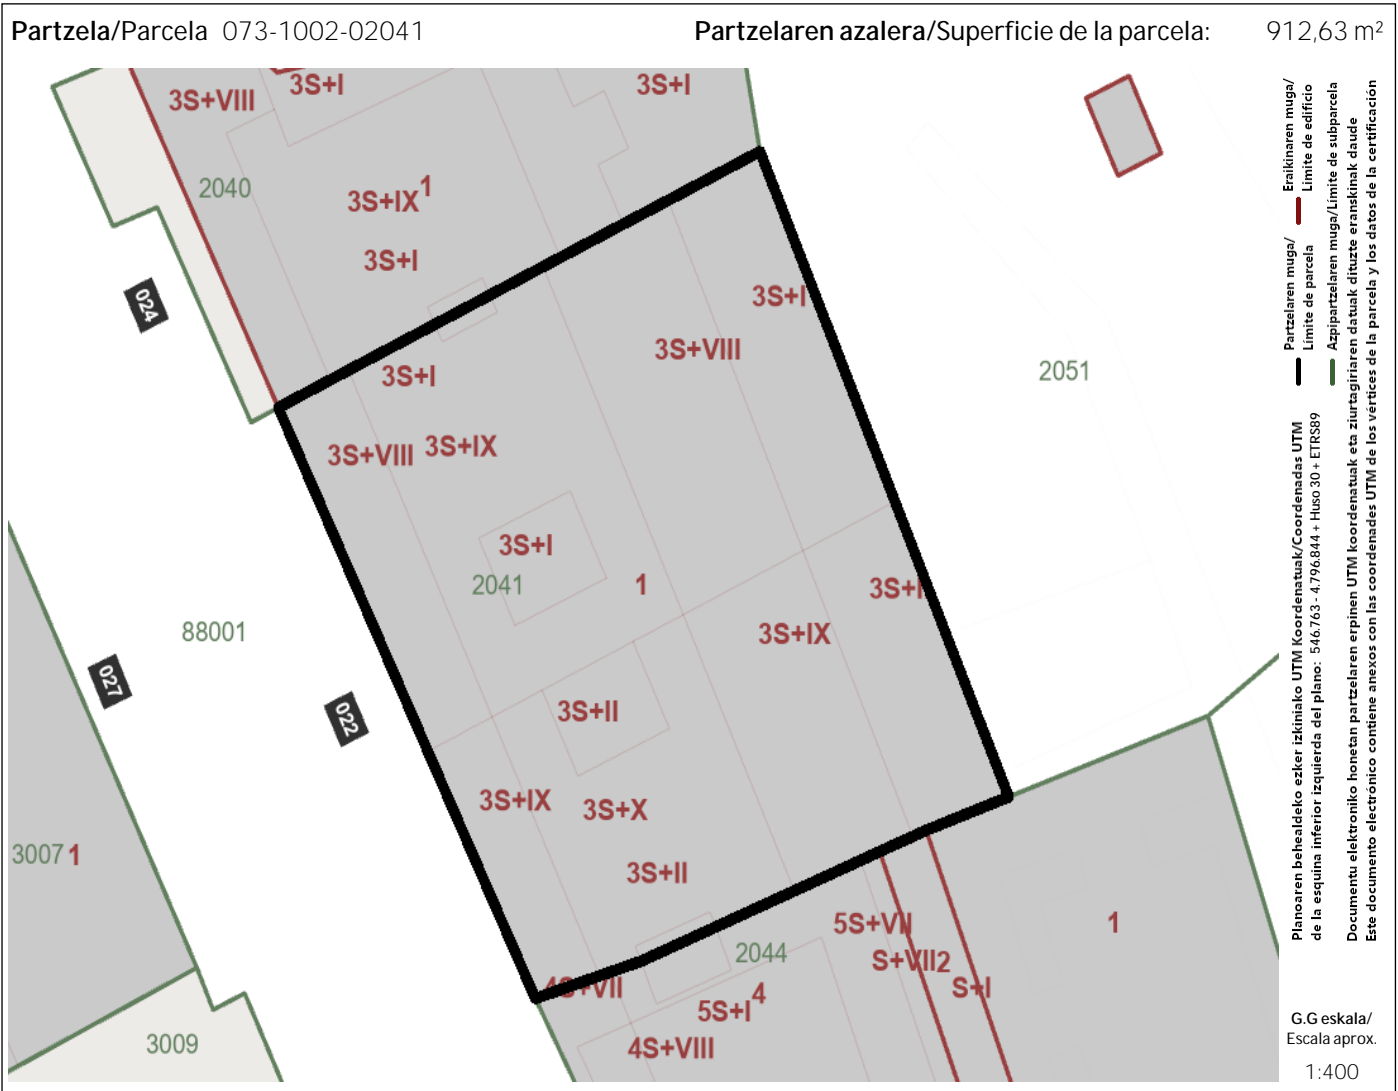 Partzela/Parcela 073-1002-02041
Partzelaren azalera/Superficie de la parcela: 912,63 m²
3S+VIII
3S+I
3S+I
2040
3S+IX 1
3S+I
024
3S+I
3S+VIII
3S+I
2051
3S+VIII
3S+IX
3S+I
2041
1
3S+I
88001
3S+IX
027
022
3S+II
3S+IX
3S+X
3007 1
3S+II
5S+VII
1
2044
S+VII2
4S+VII
S+I
5S+I 4
3009
4S+VIII
Partzelaren muga/
Límite de parcela
Eraikinaren muga/
Límite de edificio
Azpipartzelaren muga/Límite de subparcela
Planoaren behealdeko ezker izkiniako UTM Koordenatuak/Coordenadas UTM
de la esquina inferior izquierda del plano: 546.763 - 4.796.844 + Huso 30 + ETRS89
Documentu elektroniko honetan partzelaren erpinen UTM koordenatuak eta ziurtagiriaren datuak dituzte eranskinak daude
Este documento electrónico contiene anexos con las coordenades UTM de los vértices de la parcela y los datos de la certificación
G.G eskala/
Escala aprox.
1:400